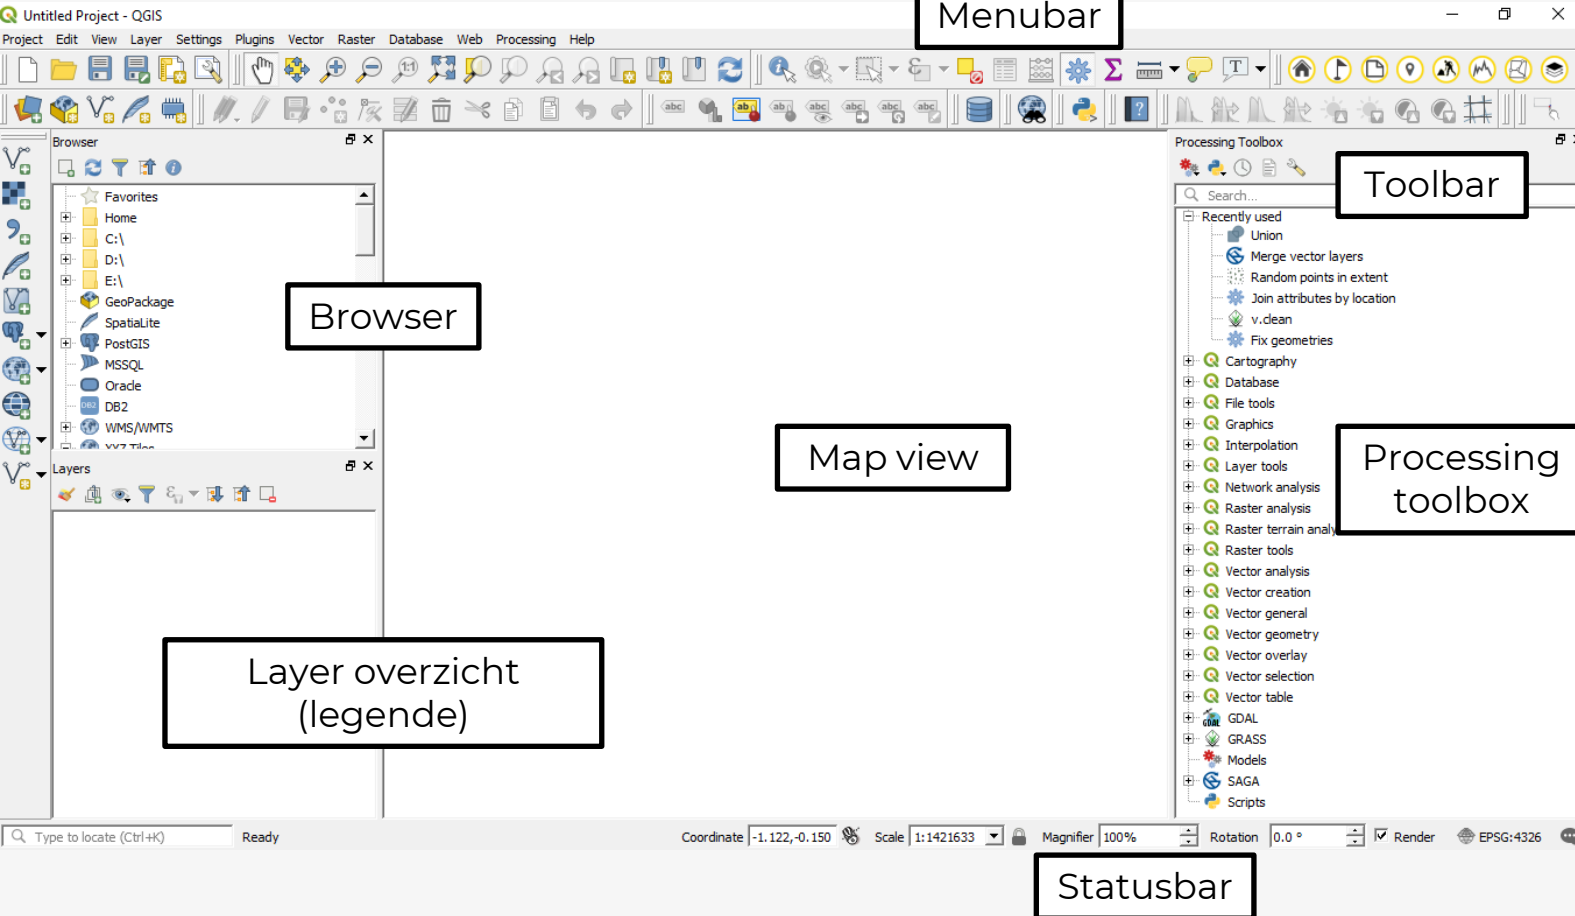 Untitled Project - QGIS
Menubar
Project Edit View Layer Settings Plugins Vector Raster Database Web Processing Help
Browser
Processing Toolbox
Toolbar
Search...
Favorites
Home
C:\
D:\
E:\
GeoPackage
SpatiaLite
PostGIS
MSSQL
Oracle
DB2
WMS/WMTS
XYZ Tiles
Browser
Layers
Layer overzicht
(legende)
Map view
Recently used
Union
Merge vector layers
Random points in extent
Join attributes by location
v.clean
Fix geometries
Cartography
Database
File tools
Graphics
Interpolation
Layer tools
Network analysis
Raster analysis
Raster terrain analy
Raster tools
Vector analysis
Vector creation
Vector general
Vector geometry
Vector overlay
Vector selection
Vector table
GDAL
GRASS
Models
SAGA
Scripts
Processing
toolbox
Type to locate (Ctrl+K) Ready Coordinate -1.122,-0.150 Scale 1:1421633 Magnifier 100% Rotation 0.0 ° Render EPSG:4326
Statusbar